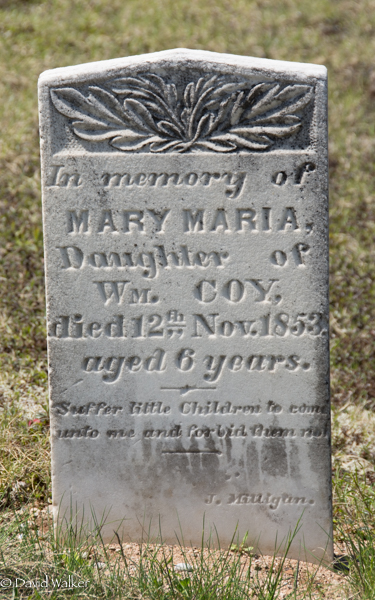 In memory of
MARY MARIA,
Daughter of
WM. COY,
died 12th Nov. 1853.
aged 6 years.
Suffer little Children to come
unto me and forbid them not
J. Milligan.
© David Walker